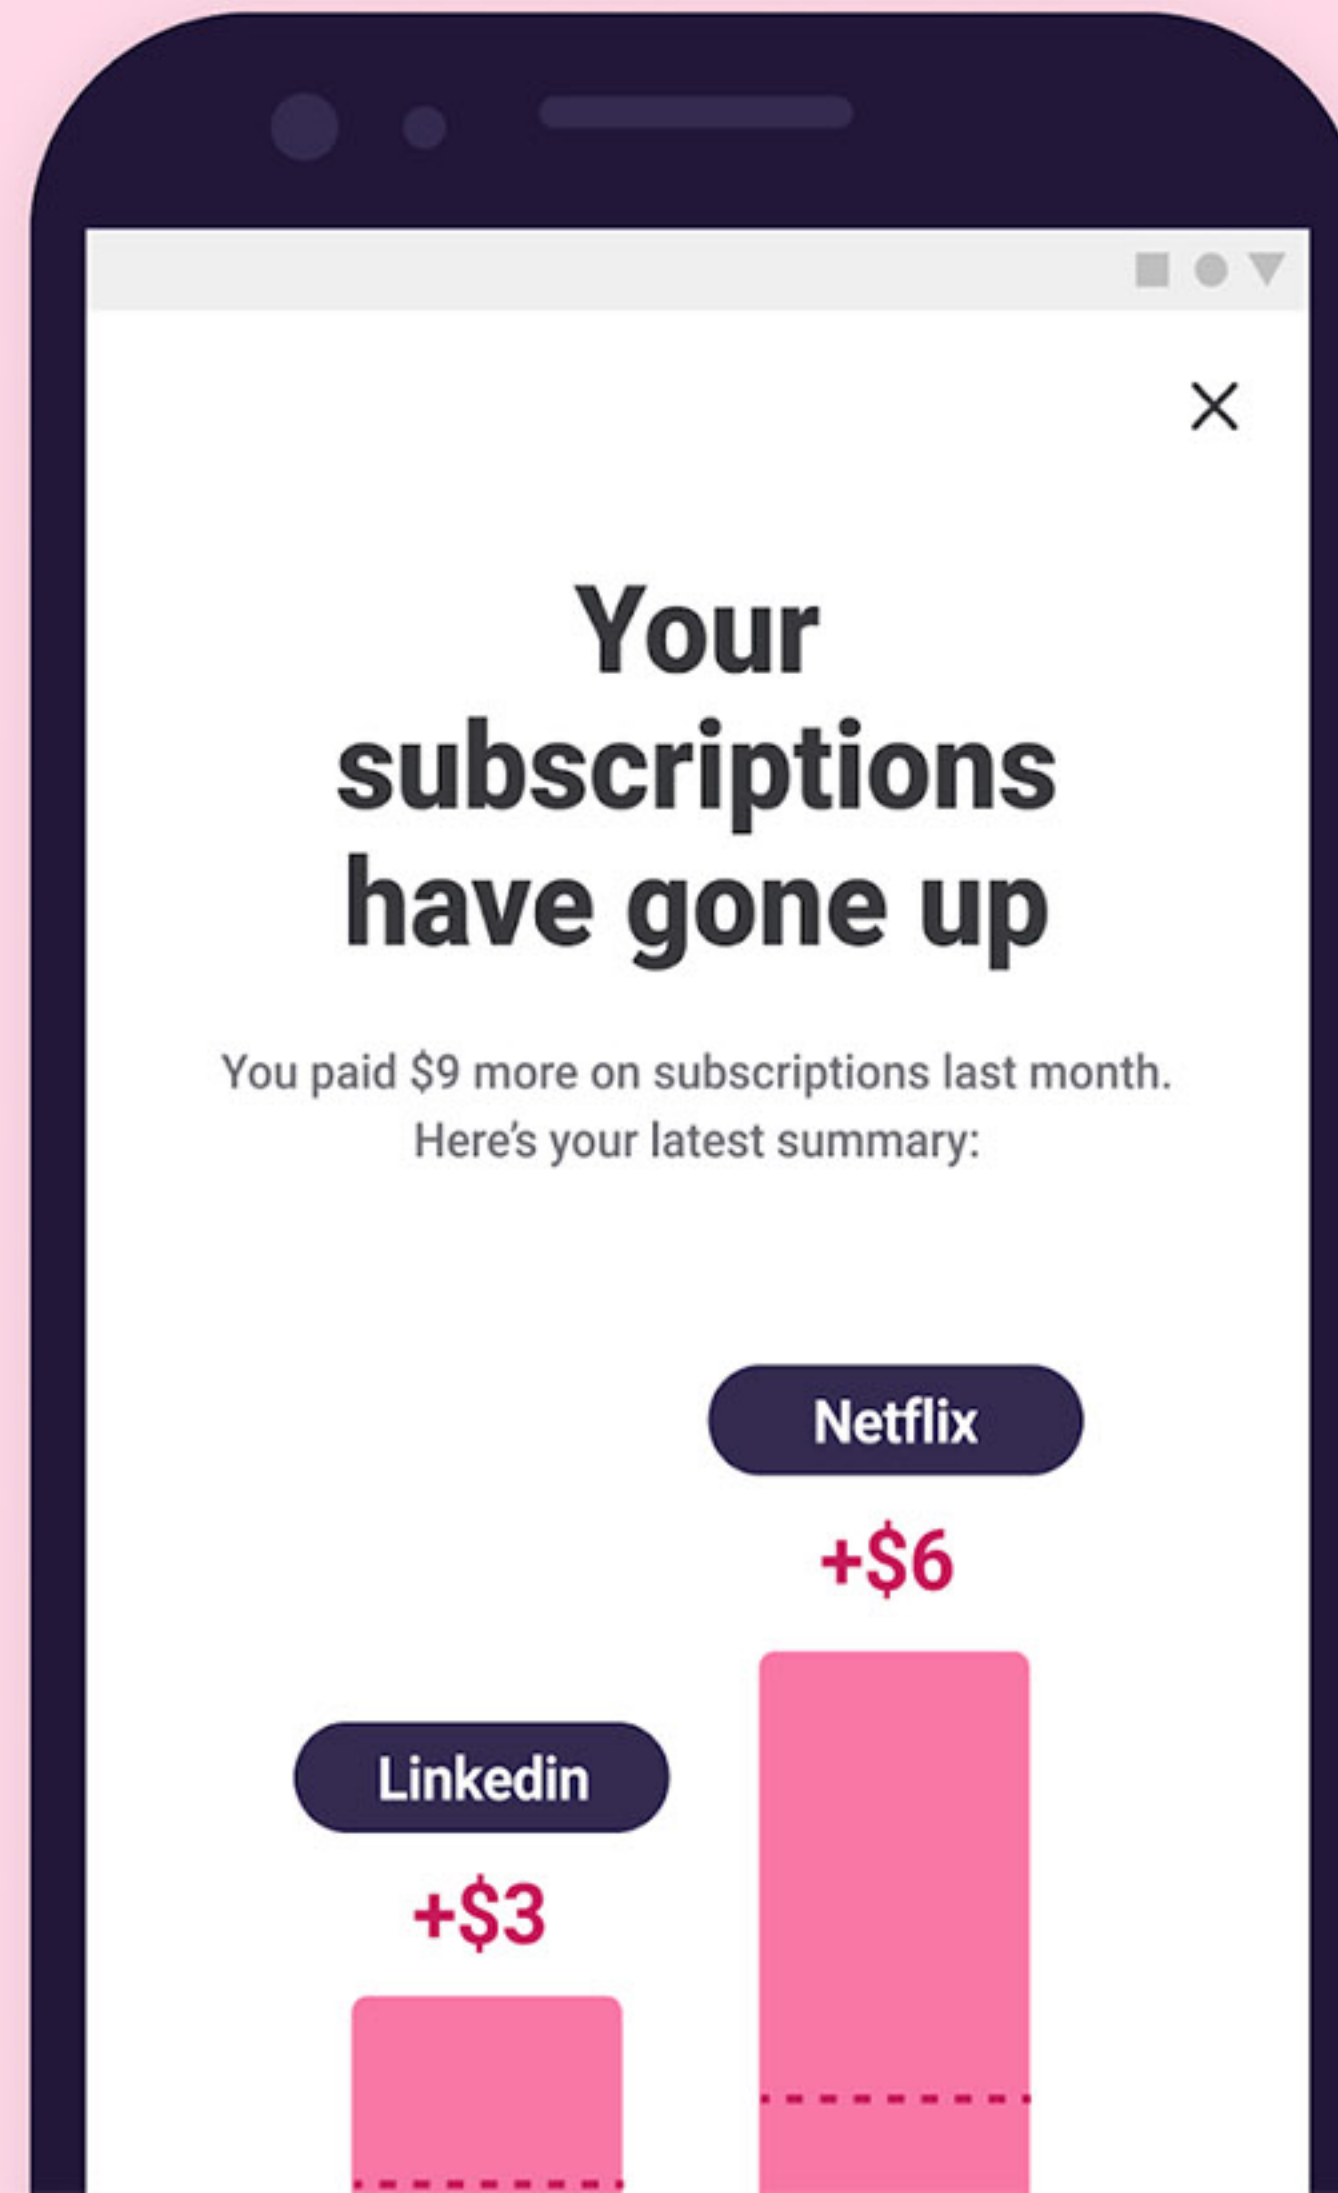 Your
subscriptions
have gone up
You paid $9 more on subscriptions last month.
Here’s your latest summary:
Netflix
+$6
Linkedin
+$3